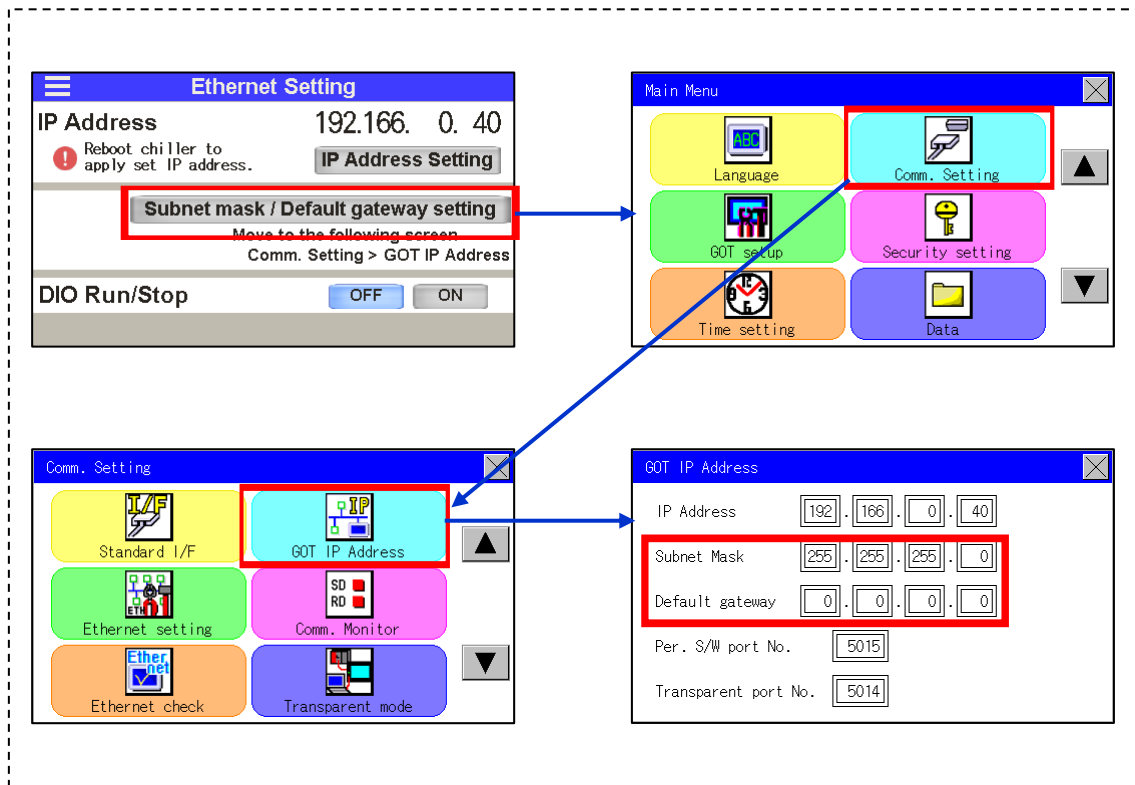 Ethernet Setting
IP Address 192.166. 0. 40
Reboot chiller to
apply set IP address.
IP Address Setting
Subnet mask / Default gateway setting
Move to the following screen
Comm. Setting > GOT IP Address
DIO Run/Stop OFF ON
Main Menu
ABC
Language Comm. Setting
GOT setup Security setting
Time setting Data
Comm. Setting
I/F IP
Standard I/F GOT IP Address
ETH SD
RD
Ethernet setting Comm. Monitor
Ether
net
Ethernet check Transparent mode
GOT IP Address
IP Address 192 . 166 . 0 . 40
Subnet Mask 255 . 255 . 255 . 0
Default gateway 0 . 0 . 0 . 0
Per. S/W port No. 5015
Transparent port No. 5014